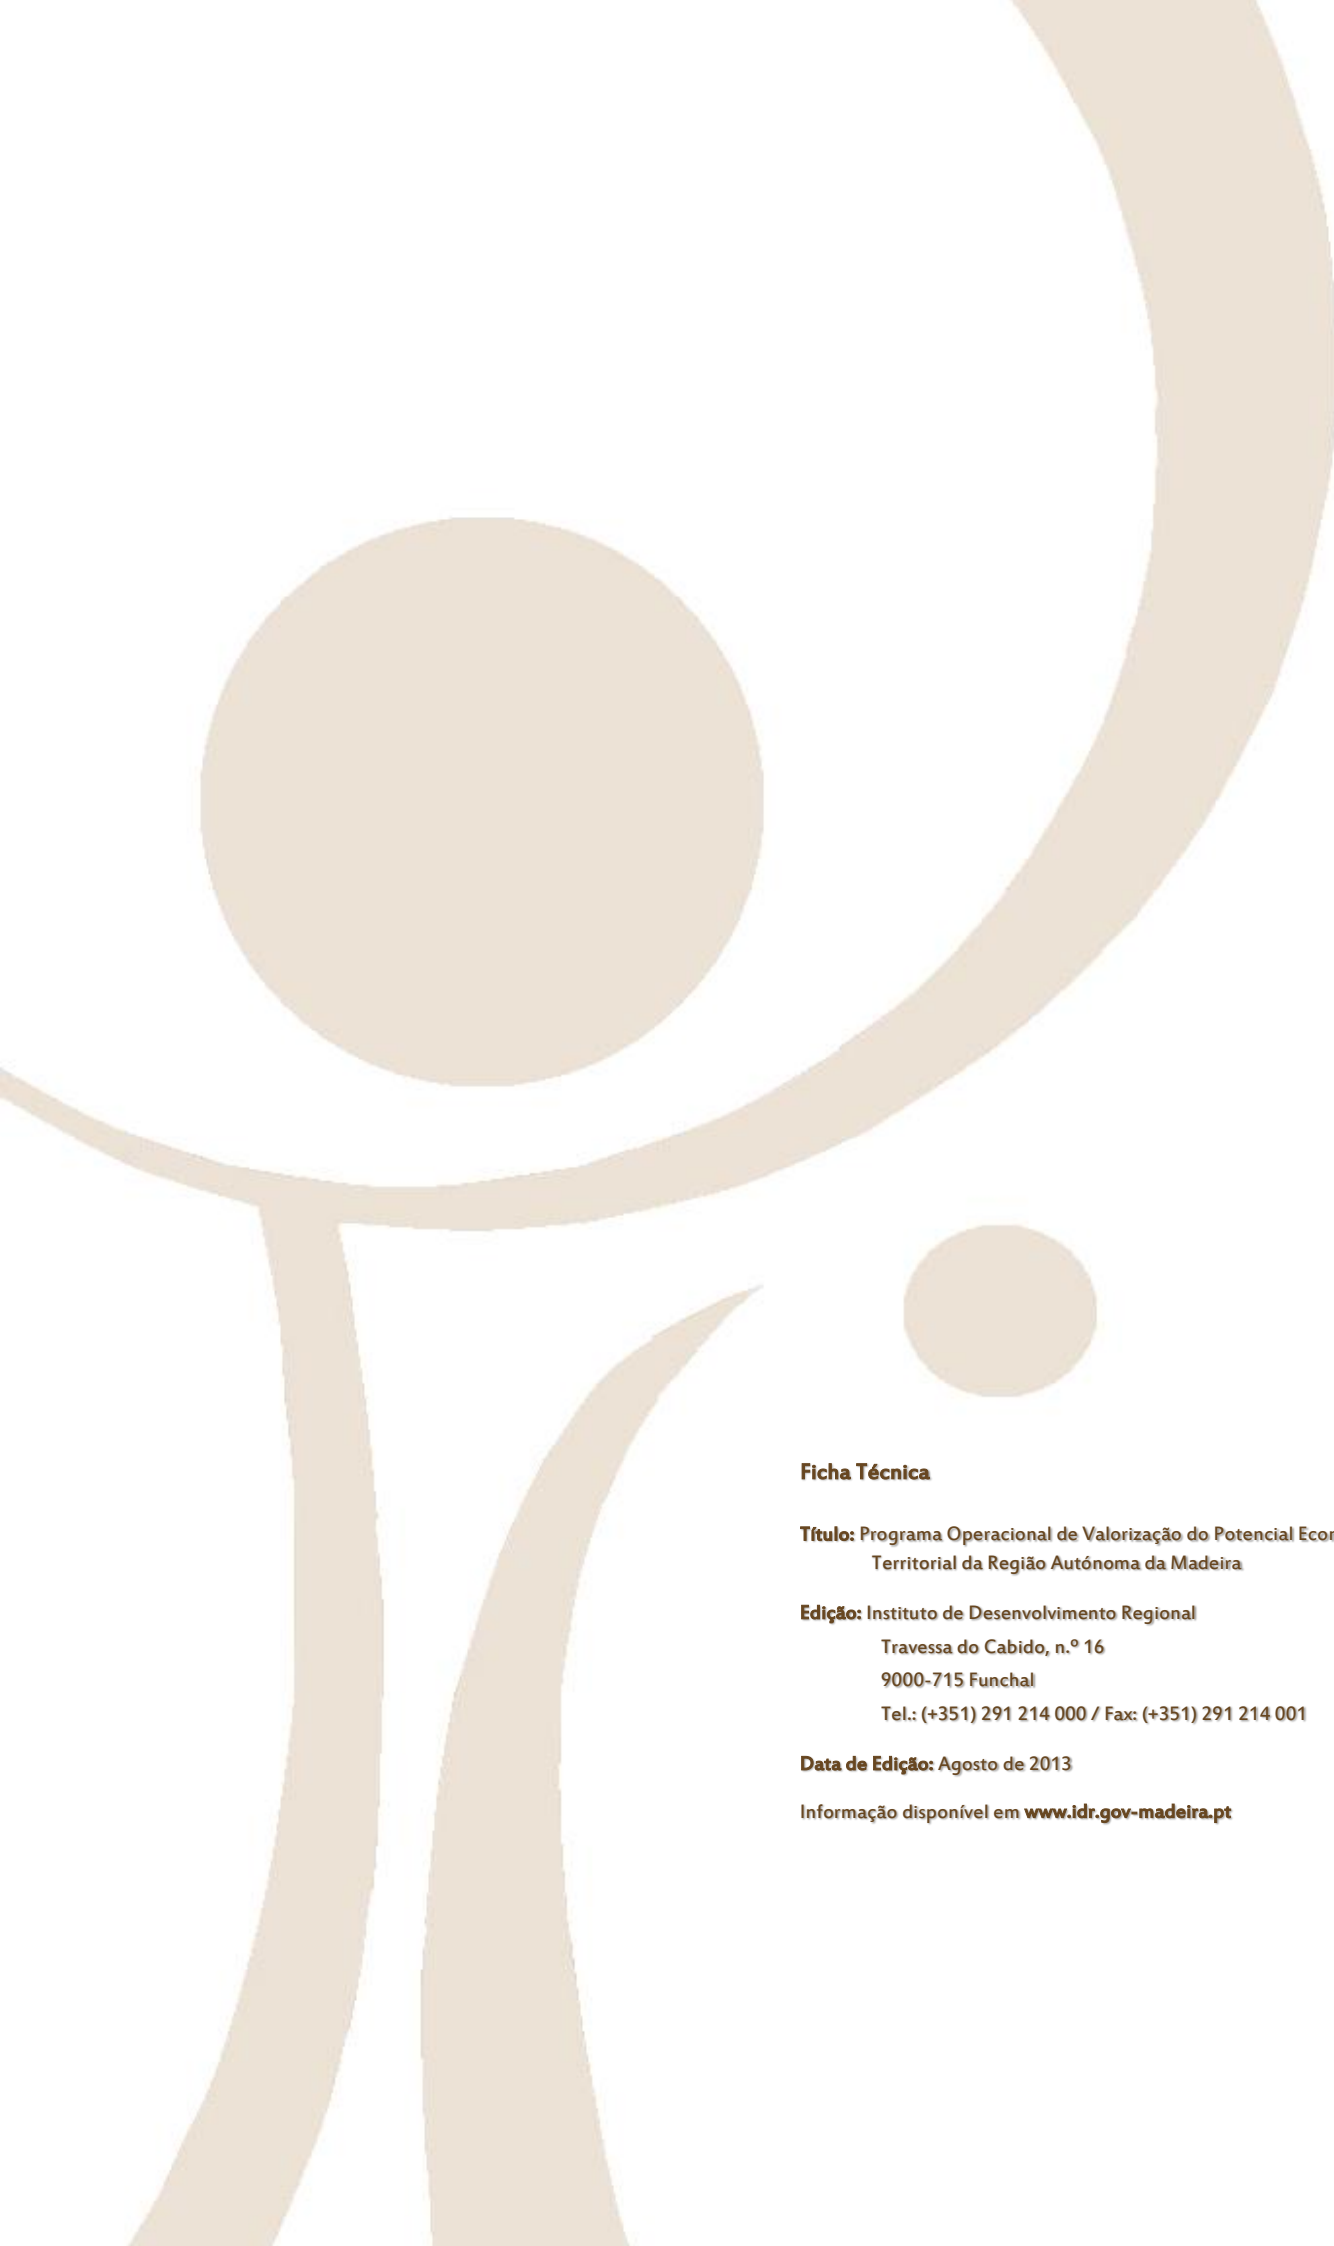 Ficha Técnica
Título: Programa Operacional de Valorização do Potencial
Territorial da Região Autónoma da Madeira
Edição: Instituto de Desenvolvimento Regional
Travessa do Cabido, n.º 16
9000-715 Funchal
Tel.: (+351) 291 214 000 / Fax: (+351) 291 214 001
Data de Edição: Agosto de 2013
Informação disponível em www.idr.gov-madeira.pt